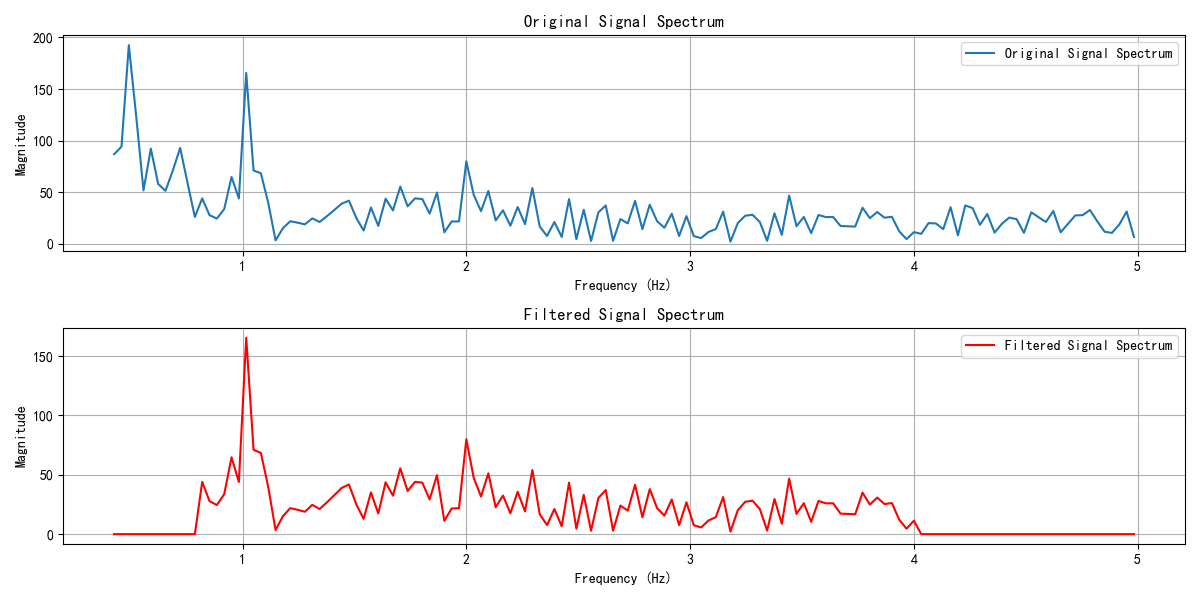 Original Signal Spectrum
200
150
100
50
0
Magnitude
Original Signal Spectrum
1 2 3 4 5
Frequency (Hz)
Filtered Signal Spectrum
150
100
50
0
Magnitude
Filtered Signal Spectrum
1 2 3 4 5
Frequency (Hz)